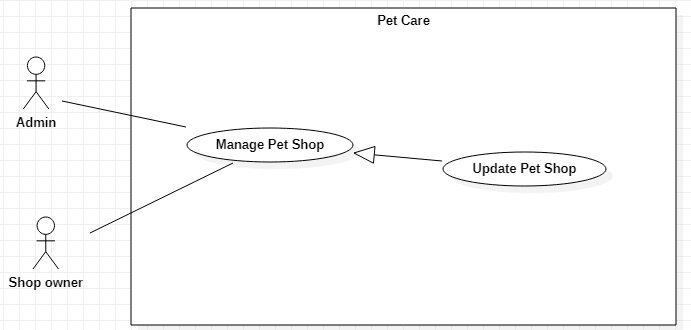 Pet Care
Admin
Manage Pet Shop
Update Pet Shop
Shop owner